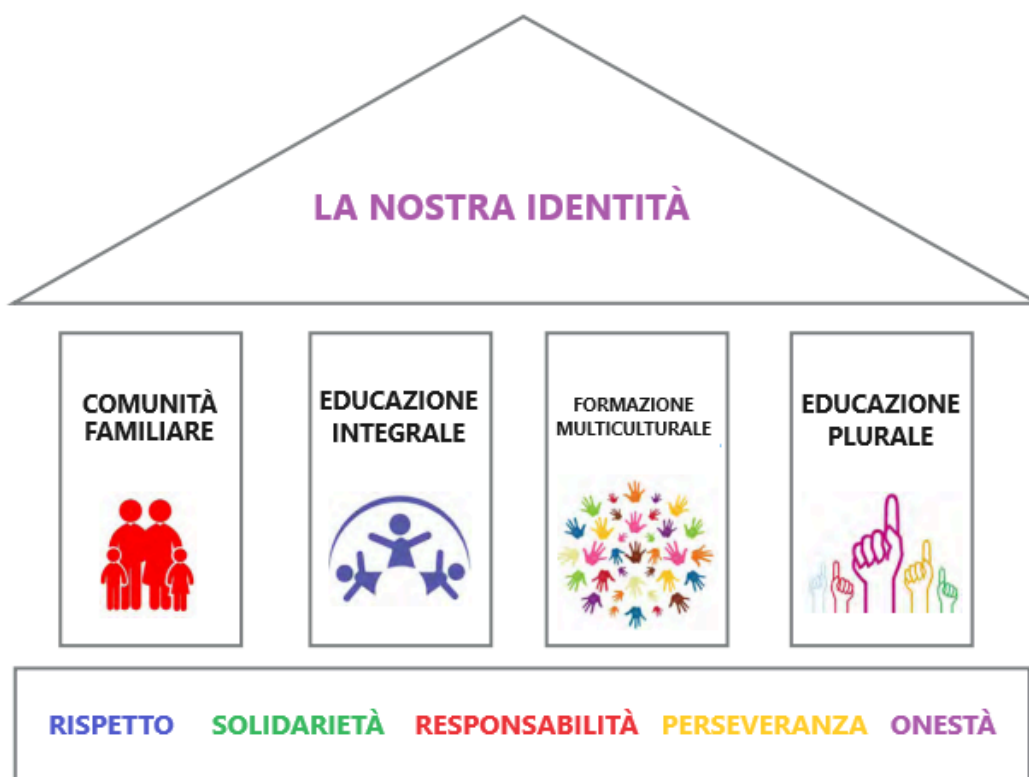 LA NOSTRA IDENTITÀ
COMUNITÀ
FAMILIARE
EDUCAZIONE
INTEGRALE
FORMAZIONE
MULTICULTURALE
EDUCAZIONE
PLURALE
RISPETTO SOLIDARIETÀ RESPONSABILITÀ PERSEVERANZA ONESTÀ